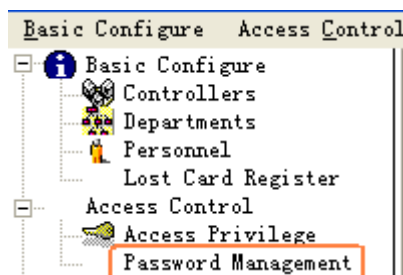 Basic Configure Access Control
Basic Configure
Controllers
Departments
Personnel
Lost Card Register
Access Control
Access Privilege
Password Management